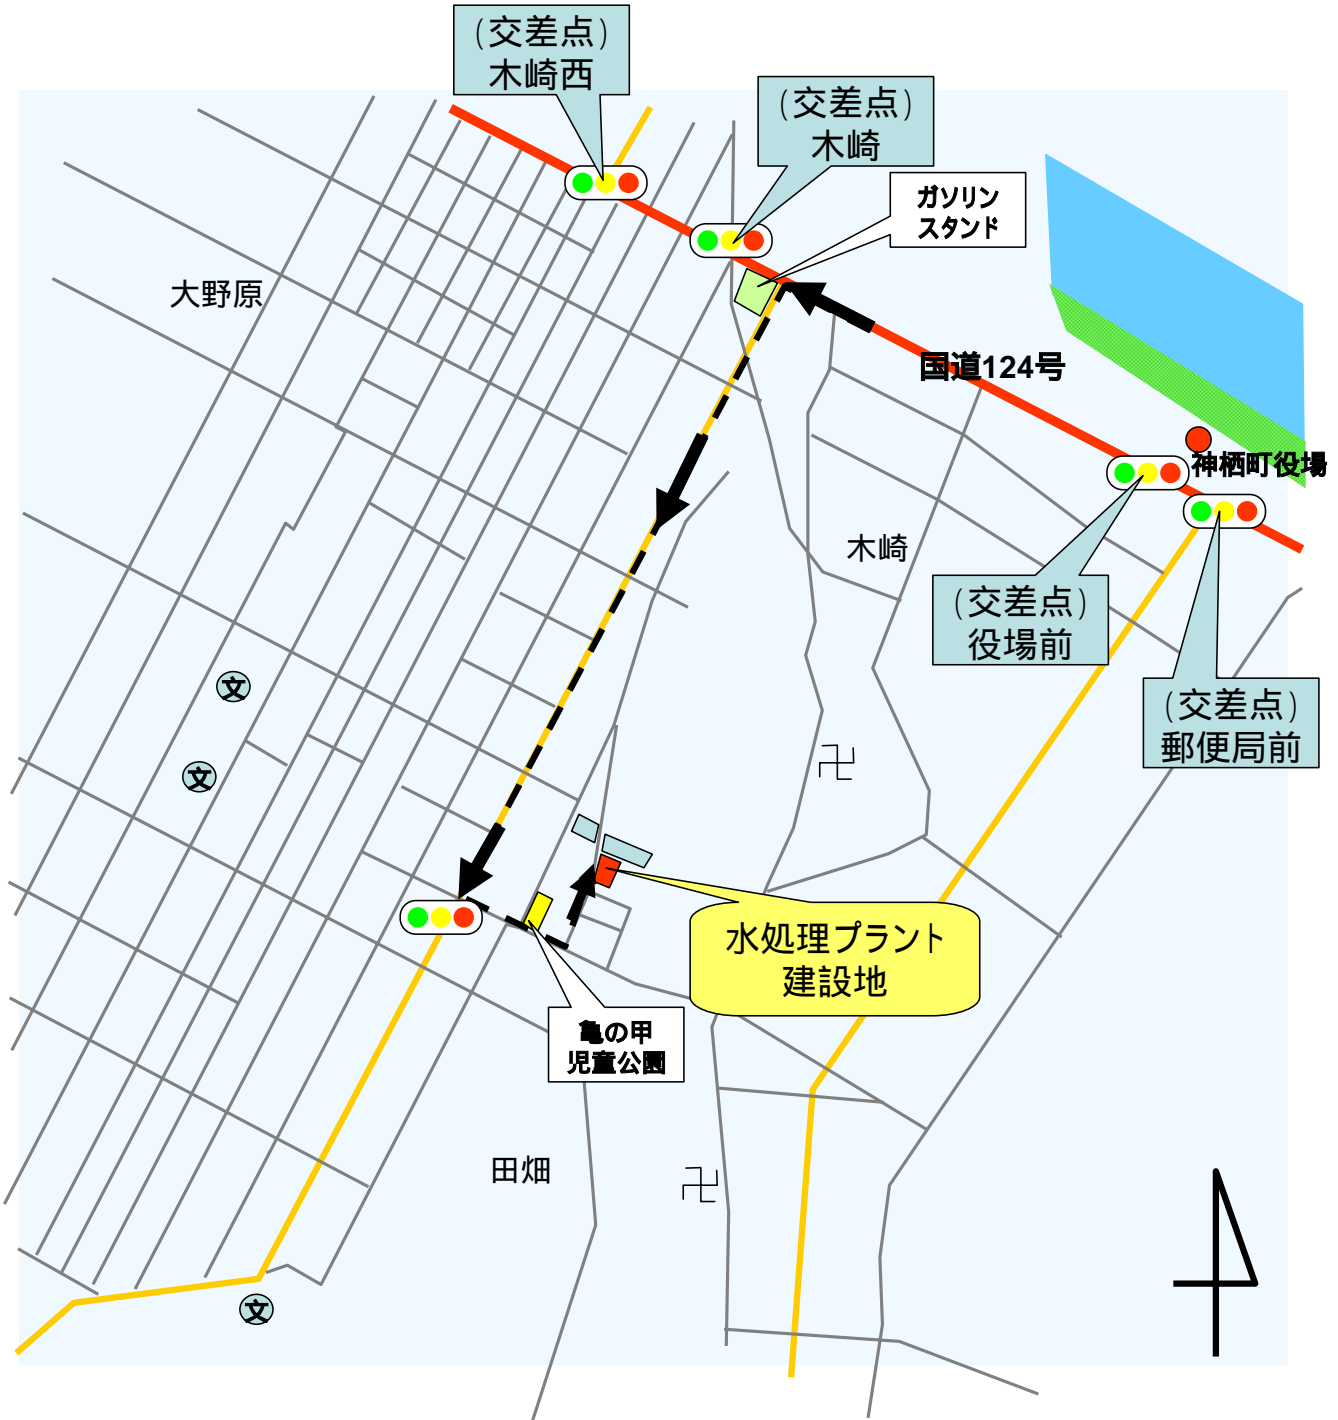 (交差点)
木崎西
(交差点)
木崎
ガソリン
スタンド
大野原
国道124号
神栖町役場
木崎
(交差点)
役場前
文
(交差点)
郵便局前
卍
文
水処理プラント
建設地
亀の甲
児童公園
田畑
卍
文